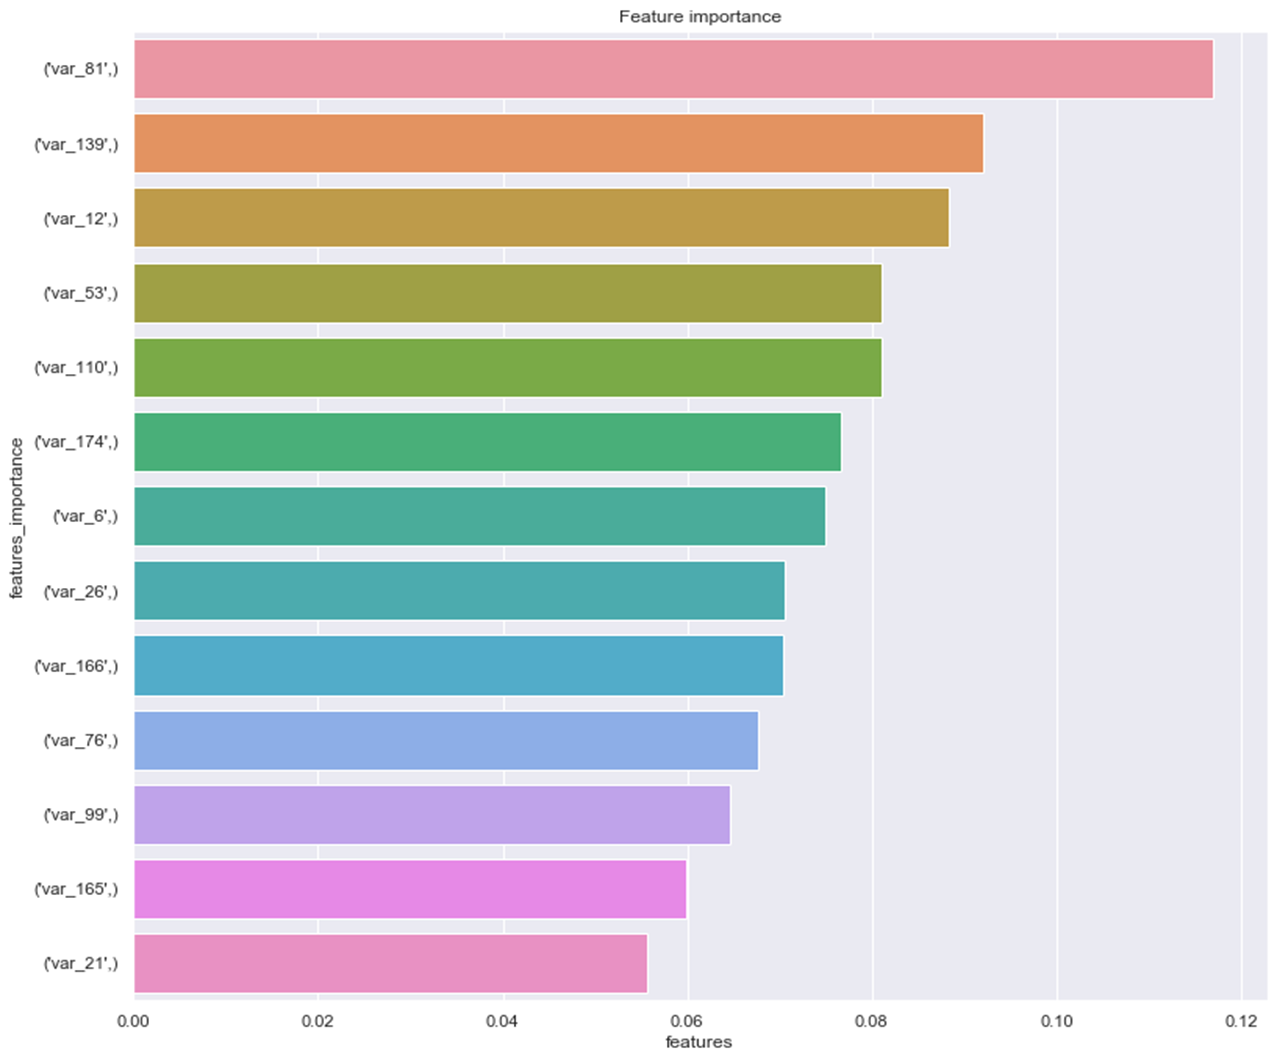 Feature importance
('var_81',)
('var_139',)
('var_12',)
('var_53',)
('var_110',)
('var_174',)
('var_6',)
('var_26',)
('var_166',)
('var_76',)
('var_99',)
('var_165',)
('var_21',)
features_importance
0.00 0.02 0.04 0.06 0.08 0.10 0.12
features